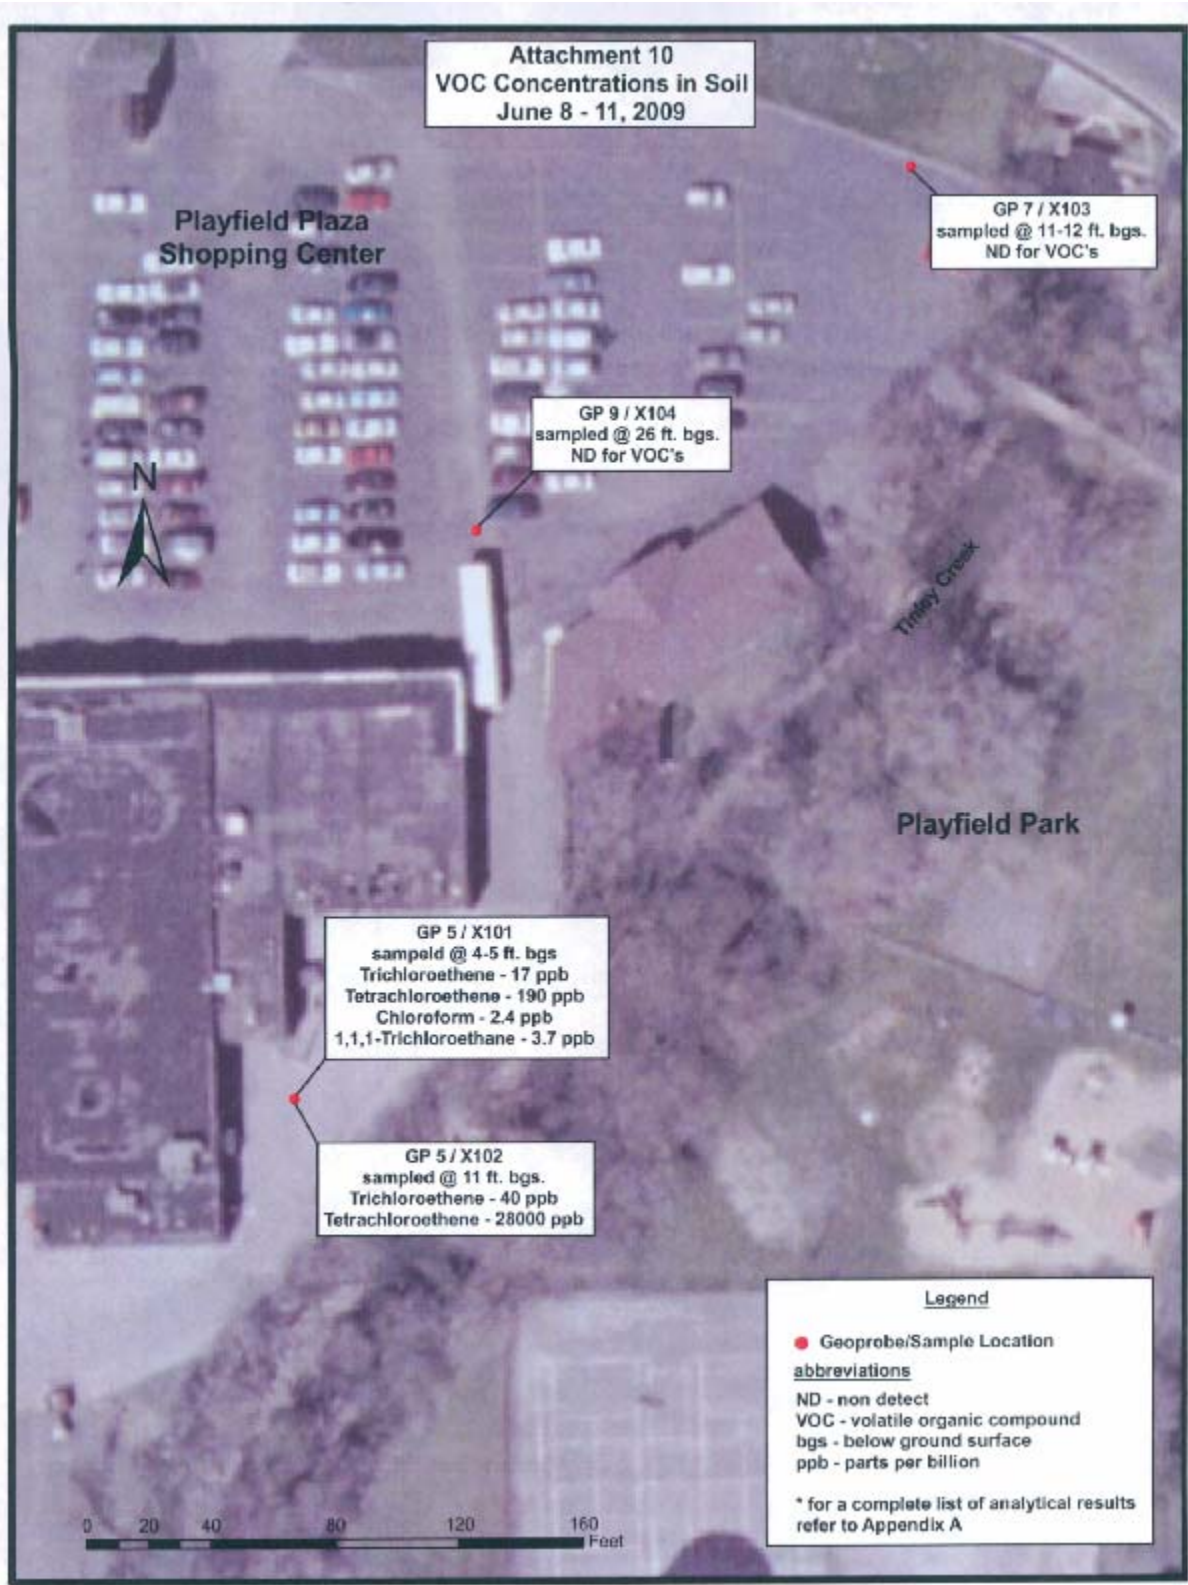 Attachment 10
VOC Concentrations in Soil
June 8 - 11, 2009
Playfield Plaza
Shopping Center
GP 7 / X103
sampled @ 11-12 ft. bgs.
ND for VOC's
GP 9 / X104
sampled @ 26 ft. bgs.
ND for VOC's
N
Tinley Creek
Playfield Park
GP 5 / X101
sampeld @ 4-5 ft. bgs
Trichloroethene - 17 ppb
Tetrachloroethene - 190 ppb
Chloroform - 2.4 ppb
1,1,1-Trichloroethane - 3.7 ppb
GP 5 / X102
sampled @ 11 ft. bgs.
Trichloroethene - 40 ppb
Tetrachloroethene - 28000 ppb
Legend
Geoprobe/Sample Location
abbreviations
ND - non detect
VOC - volatile organic compound
bgs - below ground surface
ppb - parts per billion
* for a complete list of analytical results
refer to Appendix A
0 20 40 80 120 160
Feet